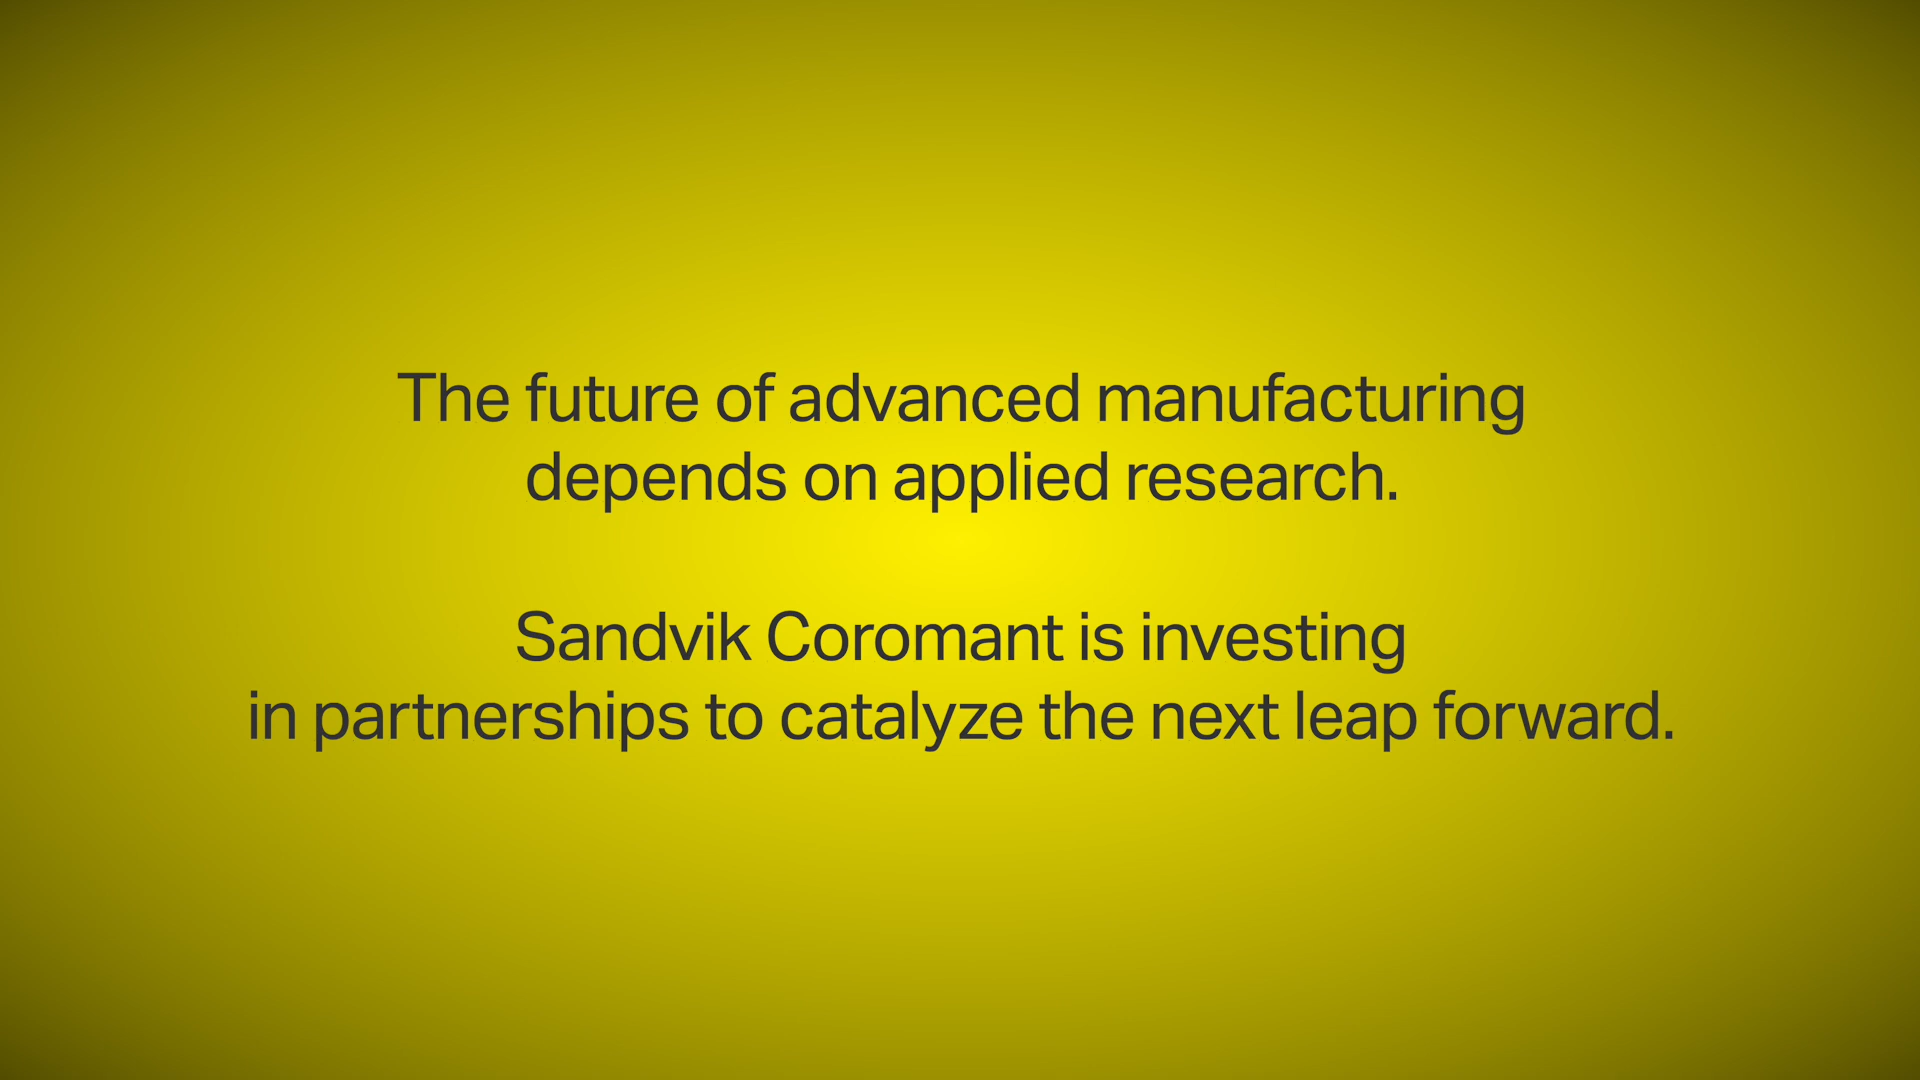 The future of advanced manufacturing
depends on applied research.
Sandvik Coromant is investing
in partnerships to catalyze the next leap forward.